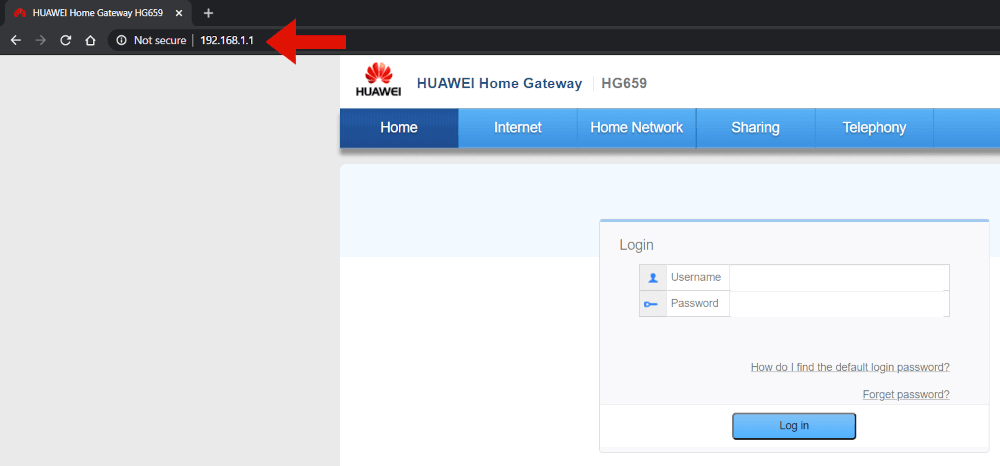 HUAWEI Home Gateway HG659
Not secure 192.168.1.1
HUAWEI HUAWEI Home Gateway HG659
Home Internet Home Network Sharing Telephony
Login
Username
Password
How do I find the default login password?
Forget password?
Log in